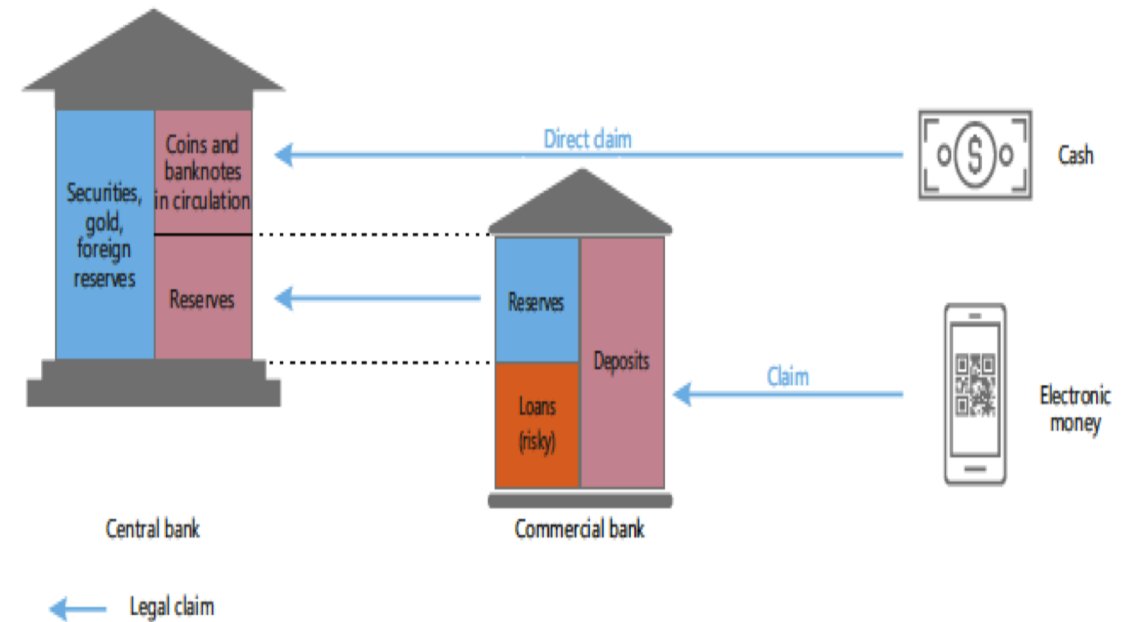 Direct claim
Cash
Coins and
banknotes
in circulation
Securities,
gold,
foreign
reserves
Reserves
Reserves
Deposits
Loans
(risky)
Claim
Electronic
money
Central bank
Commercial bank
Legal claim